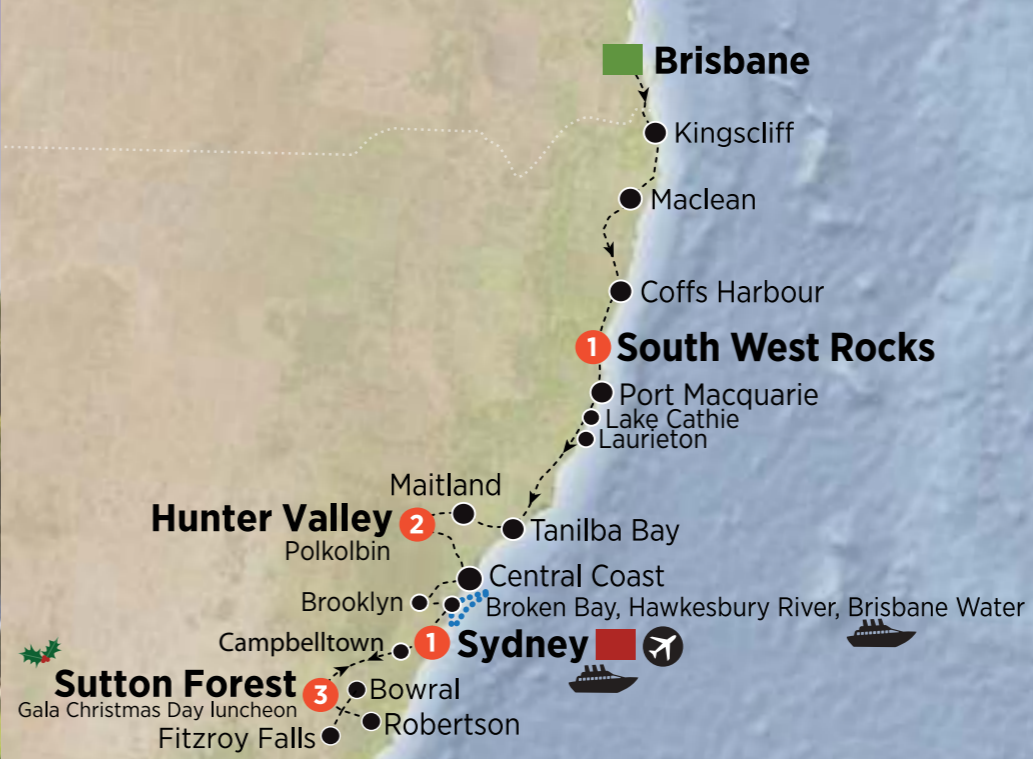 Brisbane
Kingscliff
Maclean
Coffs Harbour
1 South West Rocks
Port Macquarie
Lake Cathie
Laurieton
Maitland
Hunter Valley 2
Tanilba Bay
Polkolbin
Central Coast
Brooklyn
Broken Bay, Hawkesbury River, Brisbane Water
Campbelltown
1 Sydney
Sutton Forest 3
Bowral
Gala Christmas Day luncheon
Robertson
Fitzroy Falls